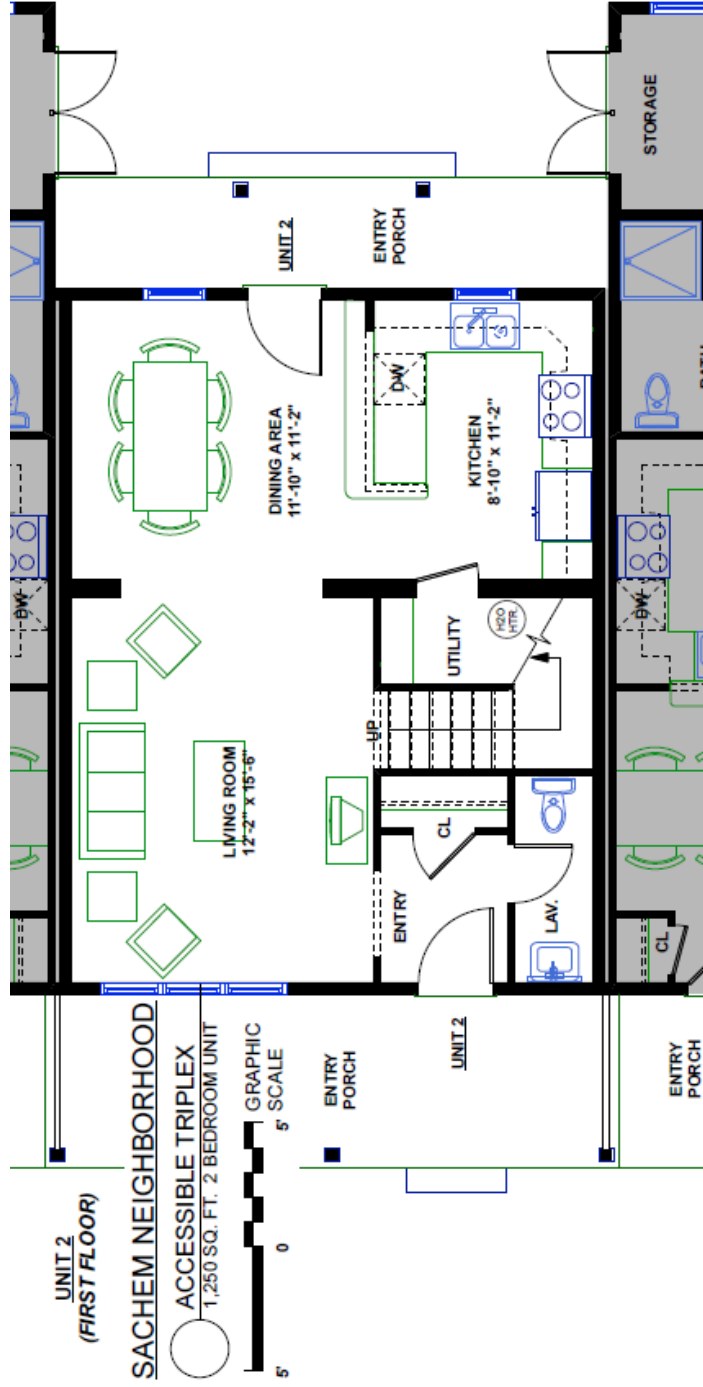 UNIT 2
(FIRST FLOOR)
SACHEM NEIGHBORHOOD
ACCESSIBLE TRIPLEX
1,250 SQ. FT. 2 BEDROOM UNIT
5'
0
5'
GRAPHIC
SCALE
ENTRY
PORCH
UNIT 2
ENTRY
PORCH
LIVING ROOM
12'-2" x 15'-6"
ENTRY
CL
LAV.
UP
UTILITY
H2O
HTR.
CL
DINING AREA
11'-10" x 11'-2"
KITCHEN
8'-10" x 11'-2"
DW
DW
DW
UNIT 2
ENTRY
PORCH
STORAGE